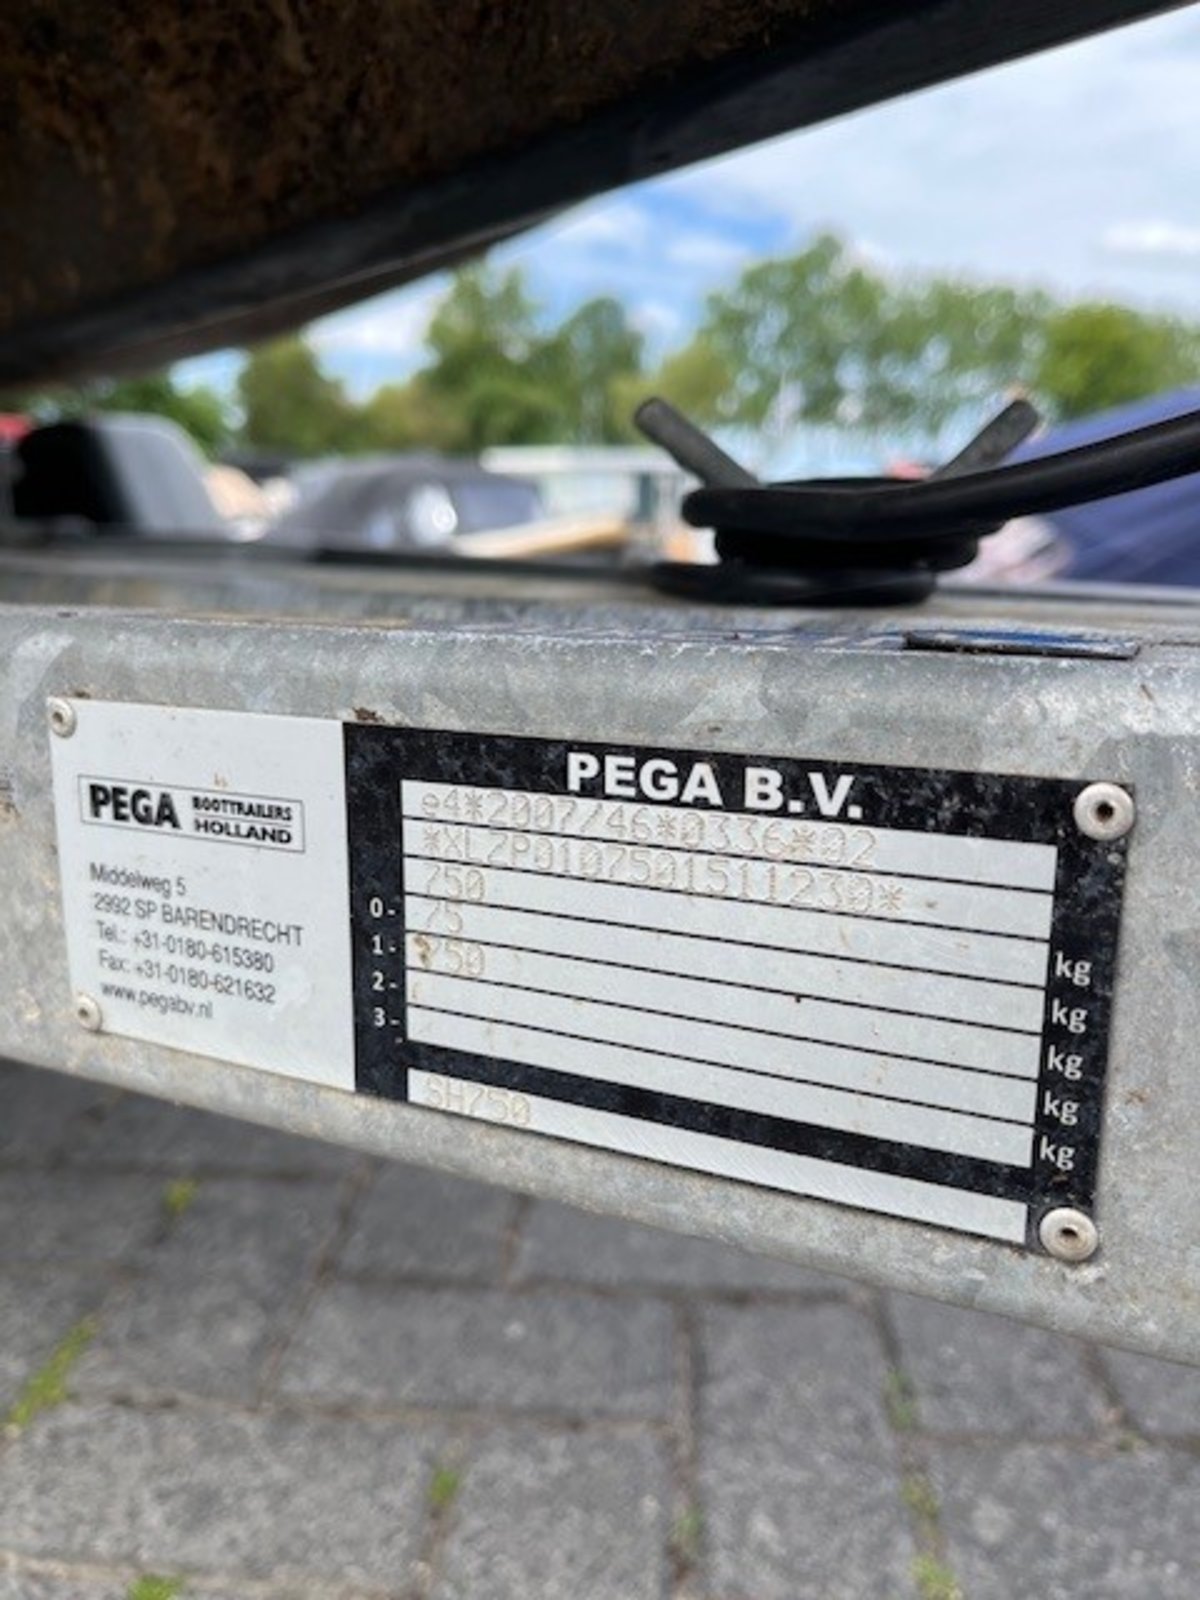 PEGA BOOTTRAILERS
HOLLAND
Middelweg 5
2992 SP BARENDRECHT
Tel.: +31-0180-615380
Fax: +31-0180-621632
www.pegabv.nl
PEGA B.V.
e4*2007/46*0336*02
*XLZP0107501511230*
750 kg
0- 75 kg
1- 750 kg
2- kg
3- kg
SH750